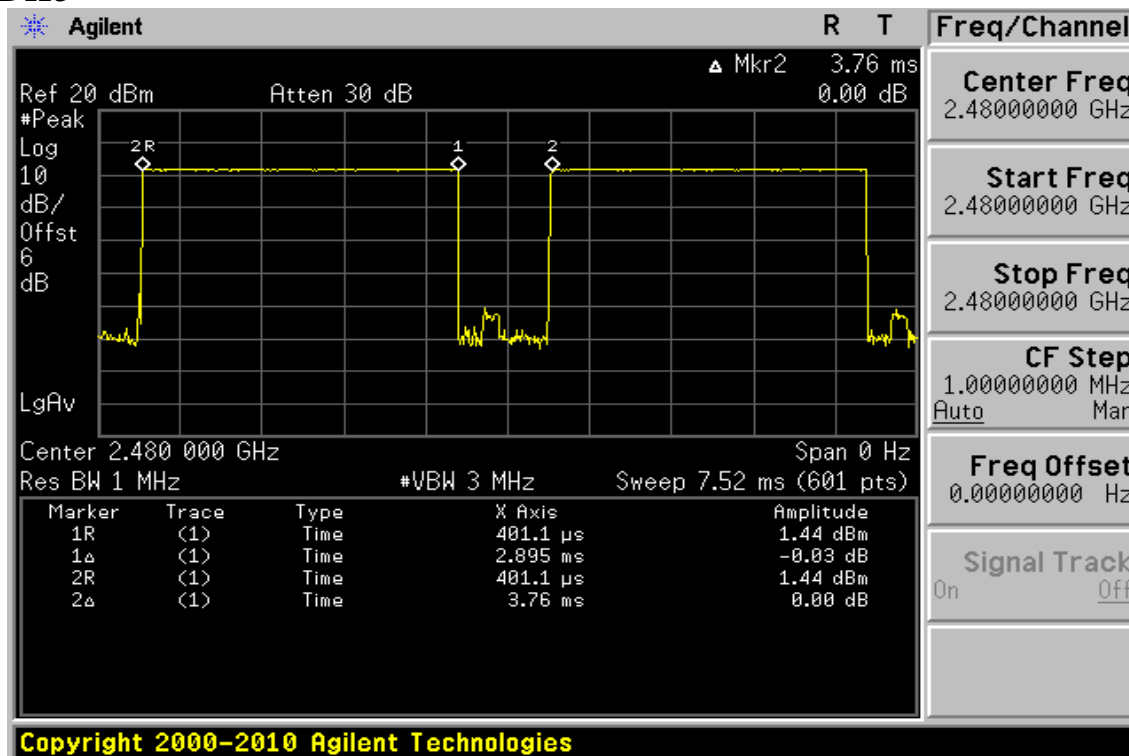 Agilent R T Freq/Channel
▵ Mkr2 3.76 ms
Ref 20 dBm Atten 30 dB 0.00 dB
#Peak
Log
10
dB/
Offst
6
dB
2R 1 2
LgAv
Center 2.480 000 GHz Span 0 Hz
Res BW 1 MHz #VBW 3 MHz Sweep 7.52 ms (601 pts)
Marker Trace Type X Axis Amplitude
1R (1) Time 401.1 µs 1.44 dBm
1▵ (1) Time 2.895 ms -0.03 dB
2R (1) Time 401.1 µs 1.44 dBm
2▵ (1) Time 3.76 ms 0.00 dB
Center Freq
2.48000000 GHz
Start Freq
2.48000000 GHz
Stop Freq
2.48000000 GHz
CF Step
1.00000000 MHz
Auto Man
Freq Offset
0.00000000 Hz
Signal Track
On Off
Copyright 2000-2010 Agilent Technologies